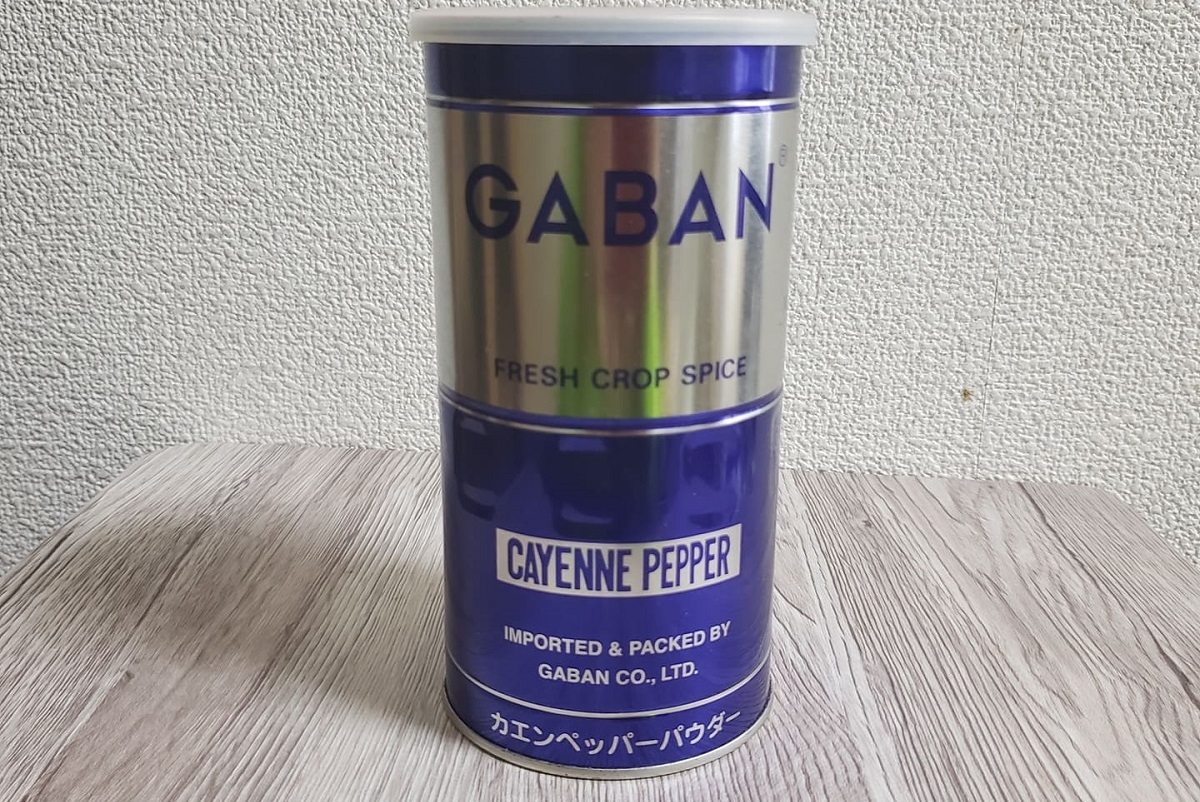 GABAN®
FRESH CROP SPICE
CAYENNE PEPPER
IMPORTED & PACKED BY
GABAN CO., LTD.
カエンペッパーパウダー